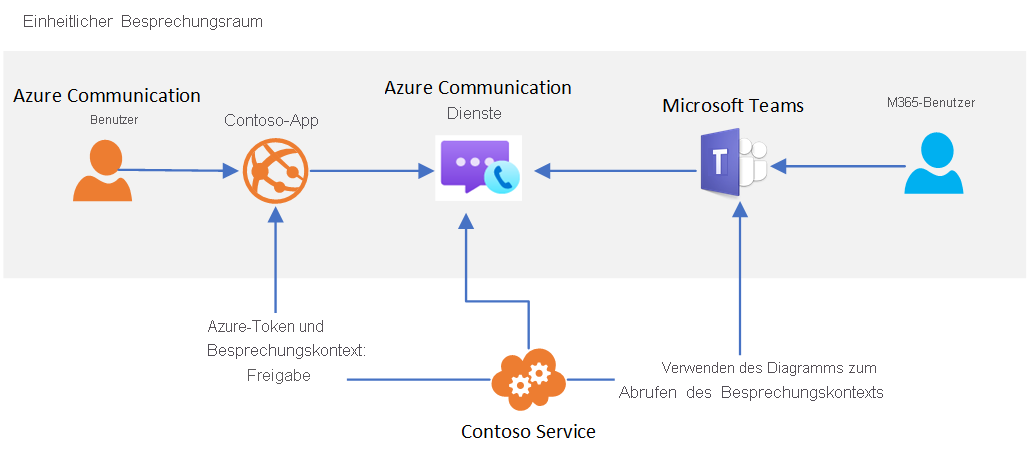 Einheitlicher Besprechungsraum
Azure Communication
Benutzer
Contoso-App
Azure Communication
Dienste
Microsoft Teams
M365-Benutzer
T
Azure-Token und
Besprechungskontext:
Freigabe
Verwenden des Diagramms zum
Abrufen des Besprechungskontexts
Contoso Service